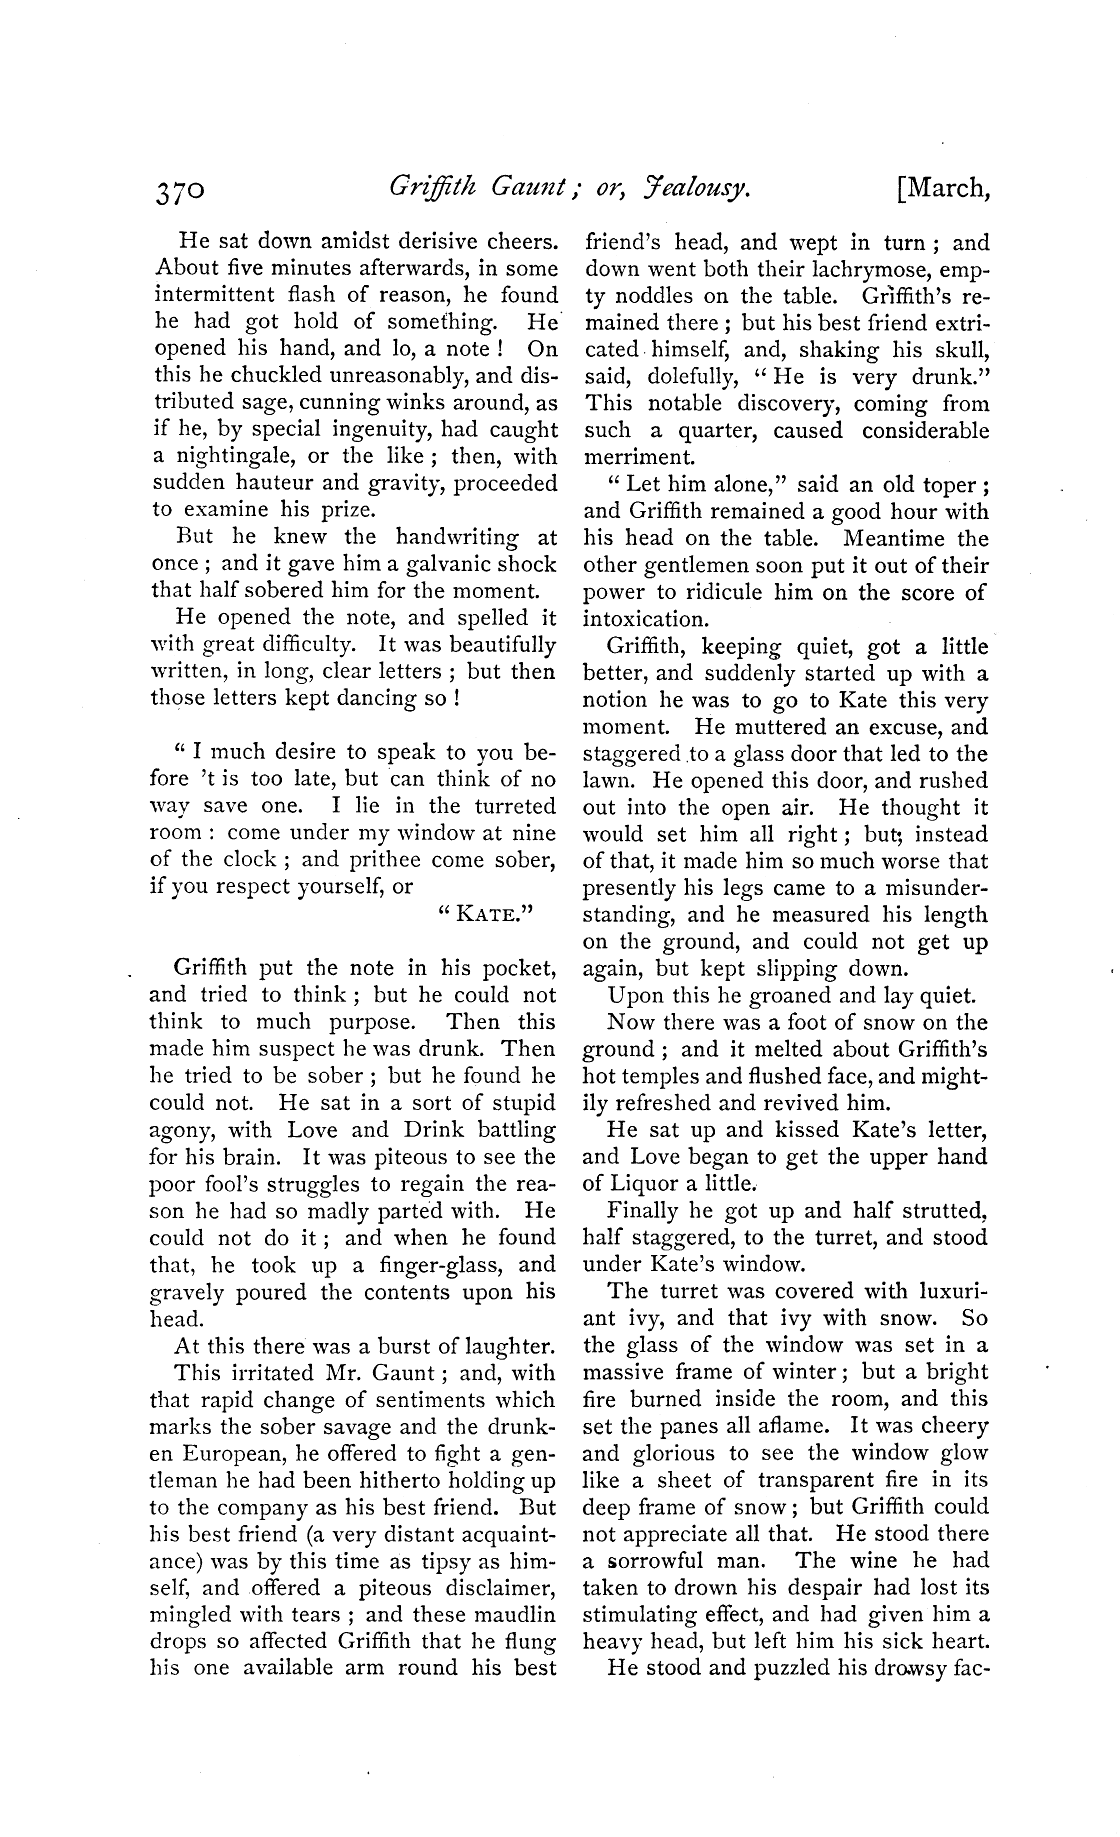 370 Griffith Gaunt; or, Jealousy. [March,
He sat down amidst derisive cheers.
About five minutes afterwards, in some
intermittent flash of reason, he found
he had got hold of something. He
opened his hand, and lo, a note! On
this he chuckled unreasonably, and dis-
tributed sage, cunning winks around, as
if he, by special ingenuity, had caught
a nightingale, or the like; then, with
sudden hauteur and gravity, proceeded
to examine his prize.
But he knew the handwriting at
once; and it gave him a galvanic shock
that half sobered him for the moment.
He opened the note, and spelled it
with great difficulty. It was beautifully
written, in long, clear letters; but then
those letters kept dancing so!
"I much desire to speak to you be-
fore 't is too late, but can think of no
way save one. I lie in the turreted
room: come under my window at nine
of the clock; and prithee come sober,
if you respect yourself, or
"KATE."
Griffith put the note in his pocket,
and tried to think; but he could not
think to much purpose. Then this
made him suspect he was drunk. Then
he tried to be sober; but he found he
could not. He sat in a sort of stupid
agony, with Love and Drink battling
for his brain. It was piteous to see the
poor fool's struggles to regain the rea-
son he had so madly parted with. He
could not do it; and when he found
that, he took up a finger-glass, and
gravely poured the contents upon his
head.
At this there was a burst of laughter.
This irritated Mr. Gaunt; and, with
that rapid change of sentiments which
marks the sober savage and the drunk-
en European, he offered to fight a gen-
tleman he had been hitherto holding up
to the company as his best friend. But
his best friend (a very distant acquaint-
ance) was by this time as tipsy as him-
self, and offered a piteous disclaimer,
mingled with tears; and these maudlin
drops so affected Griffith that he flung
his one available arm round his best
friend's head, and wept in turn; and
down went both their lachrymose, emp-
ty noddles on the table. Griffith's re-
mained there; but his best friend extri-
cated himself, and, shaking his skull,
said, dolefully, "He is very drunk."
This notable discovery, coming from
such a quarter, caused considerable
merriment.
"Let him alone," said an old toper;
and Griffith remained a good hour with
his head on the table. Meantime the
other gentlemen soon put it out of their
power to ridicule him on the score of
intoxication.
Griffith, keeping quiet, got a little
better, and suddenly started up with a
notion he was to go to Kate this very
moment. He muttered an excuse, and
staggered to a glass door that led to the
lawn. He opened this door, and rushed
out into the open air. He thought it
would set him all right; but, instead
of that, it made him so much worse that
presently his legs came to a misunder-
standing, and he measured his length
on the ground, and could not get up
again, but kept slipping down.
Upon this he groaned and lay quiet.
Now there was a foot of snow on the
ground; and it melted about Griffith's
hot temples and flushed face, and might-
ily refreshed and revived him.
He sat up and kissed Kate's letter,
and Love began to get the upper hand
of Liquor a little.
Finally he got up and half strutted,
half staggered, to the turret, and stood
under Kate's window.
The turret was covered with luxuri-
ant ivy, and that ivy with snow. So
the glass of the window was set in a
massive frame of winter; but a bright
fire burned inside the room, and this
set the panes all aflame. It was cheery
and glorious to see the window glow
like a sheet of transparent fire in its
deep frame of snow; but Griffith could
not appreciate all that. He stood there
a sorrowful man. The wine he had
taken to drown his despair had lost its
stimulating effect, and had given him a
heavy head, but left him his sick heart.
He stood and puzzled his drowsy fac-